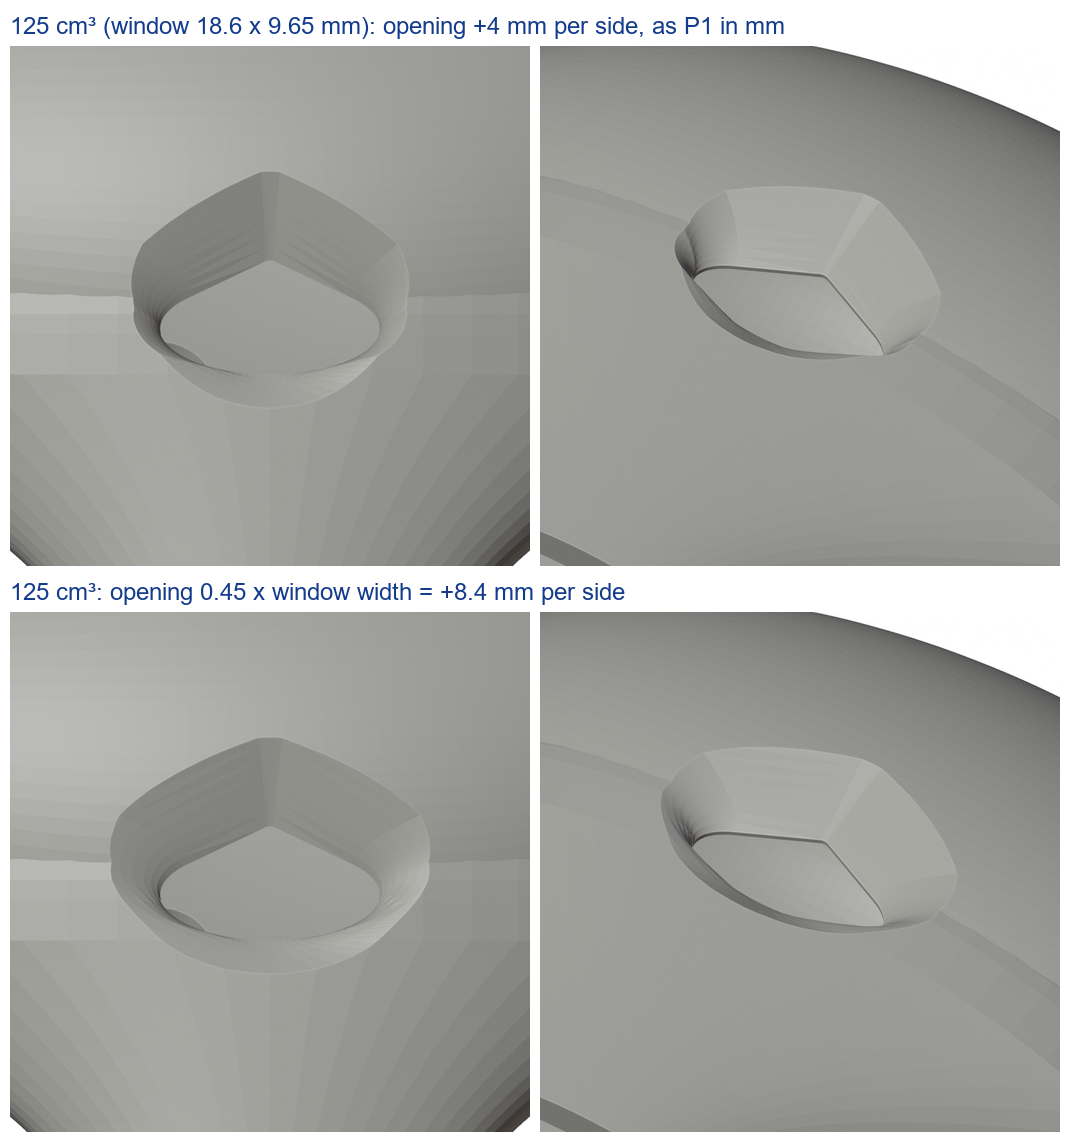 125 cm³ (window 18.6 x 9.65 mm): opening +4 mm per side, as P1 in mm
125 cm³: opening 0.45 x window width = +8.4 mm per side